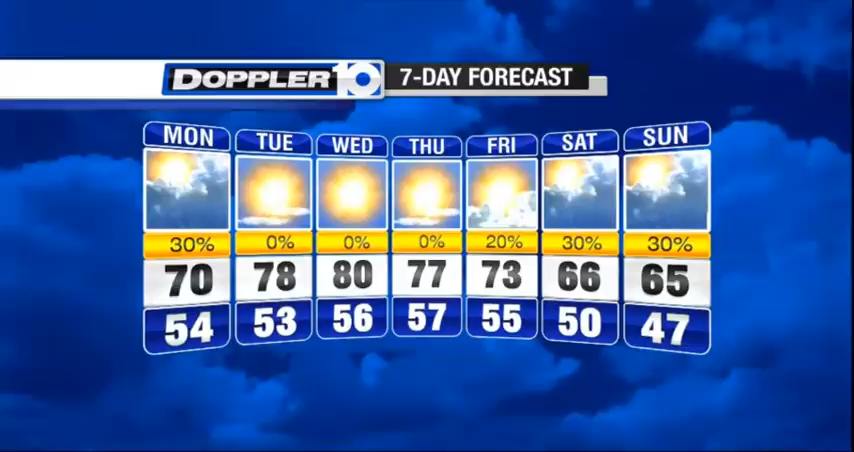 DOPPLER 10 7-DAY FORECAST
MON TUE WED THU FRI SAT SUN
30% 0% 0% 0% 20% 30% 30%
70 78 80 77 73 66 65
54 53 56 57 55 50 47